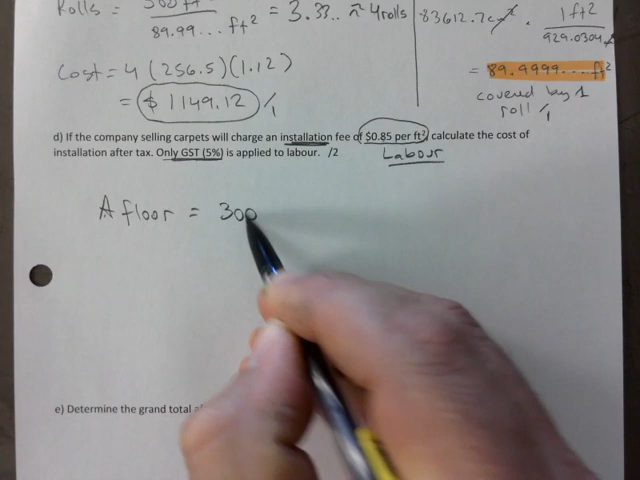 Rolls = 300 ft² / 89.99... ft² = 3.33.. ≈ 4 rolls
83612.7 cm² · 1 ft² / 929.0304
= 89.9999....ft²
covered by 1
roll /1
Cost = 4 (256.5)(1.12)
= $ 1149.12 /1
d) If the company selling carpets will charge an installation fee of $0.85 per ft², calculate the cost of
installation after tax. Only GST (5%) is applied to labour. /2
Labour
A floor = 300
e) Determine the grand total